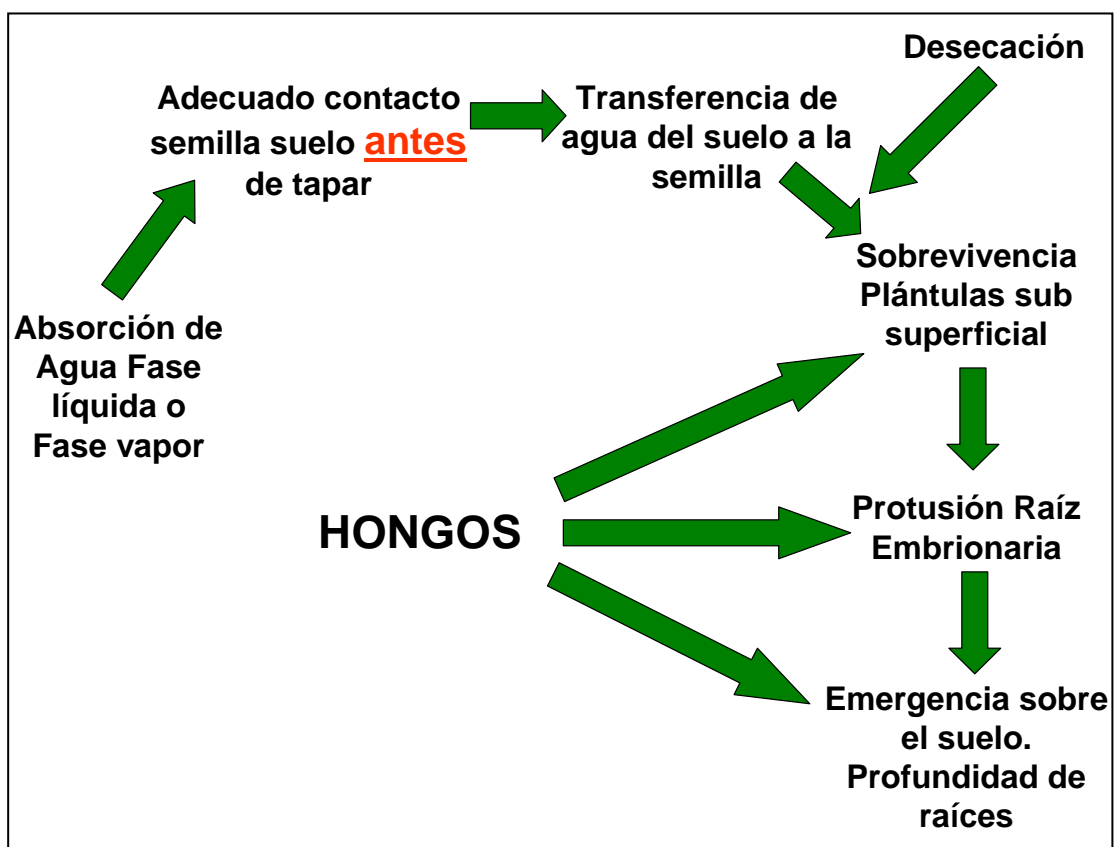 Desecación
Adecuado contacto
semilla suelo antes
de tapar
Transferencia de
agua del suelo a la
semilla
Sobrevivencia
Plántulas sub
superficial
Absorción de
Agua Fase
líquida o
Fase vapor
HONGOS
Protusión Raíz
Embrionaria
Emergencia sobre
el suelo.
Profundidad de
raíces